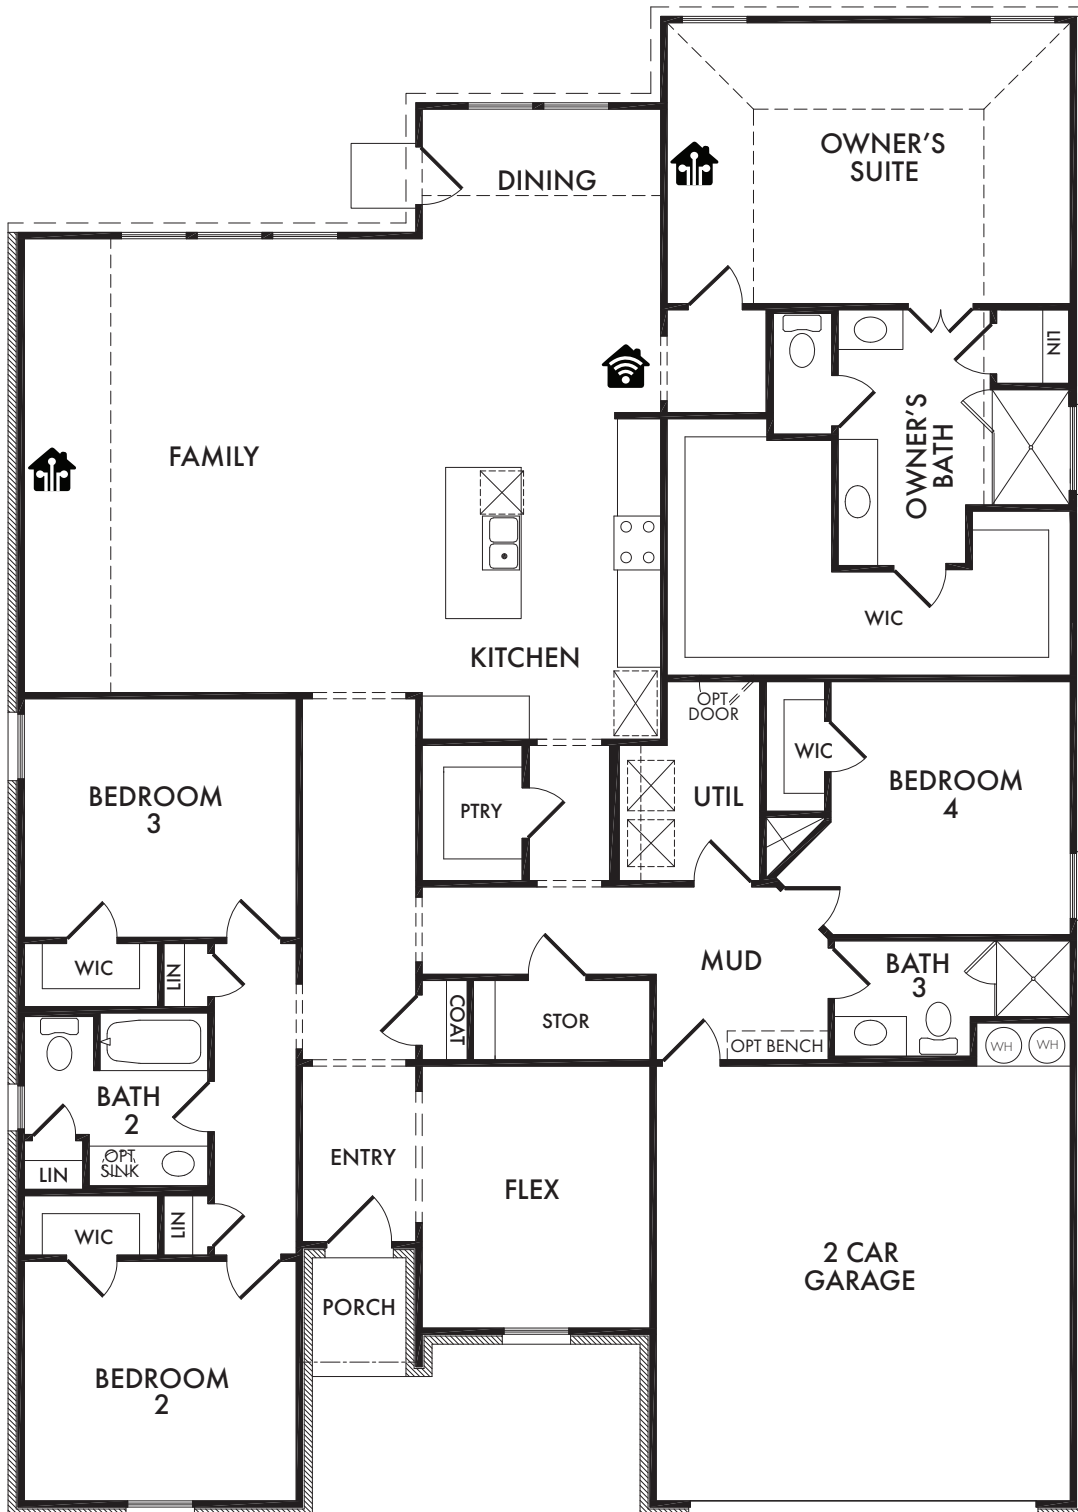 OWNER'S
SUITE
DINING
LIN
OWNER'S
BATH
FAMILY
WIC
KITCHEN
OPT
DOOR
WIC
BEDROOM
4
BEDROOM
3
PTRY
UTIL
WIC
LIN
MUD
BATH
3
COAT
STOR
OPT BENCH
WH
WH
BATH
2
OPT
SINK
LIN
ENTRY
FLEX
WIC
LIN
2 CAR
GARAGE
PORCH
BEDROOM
2